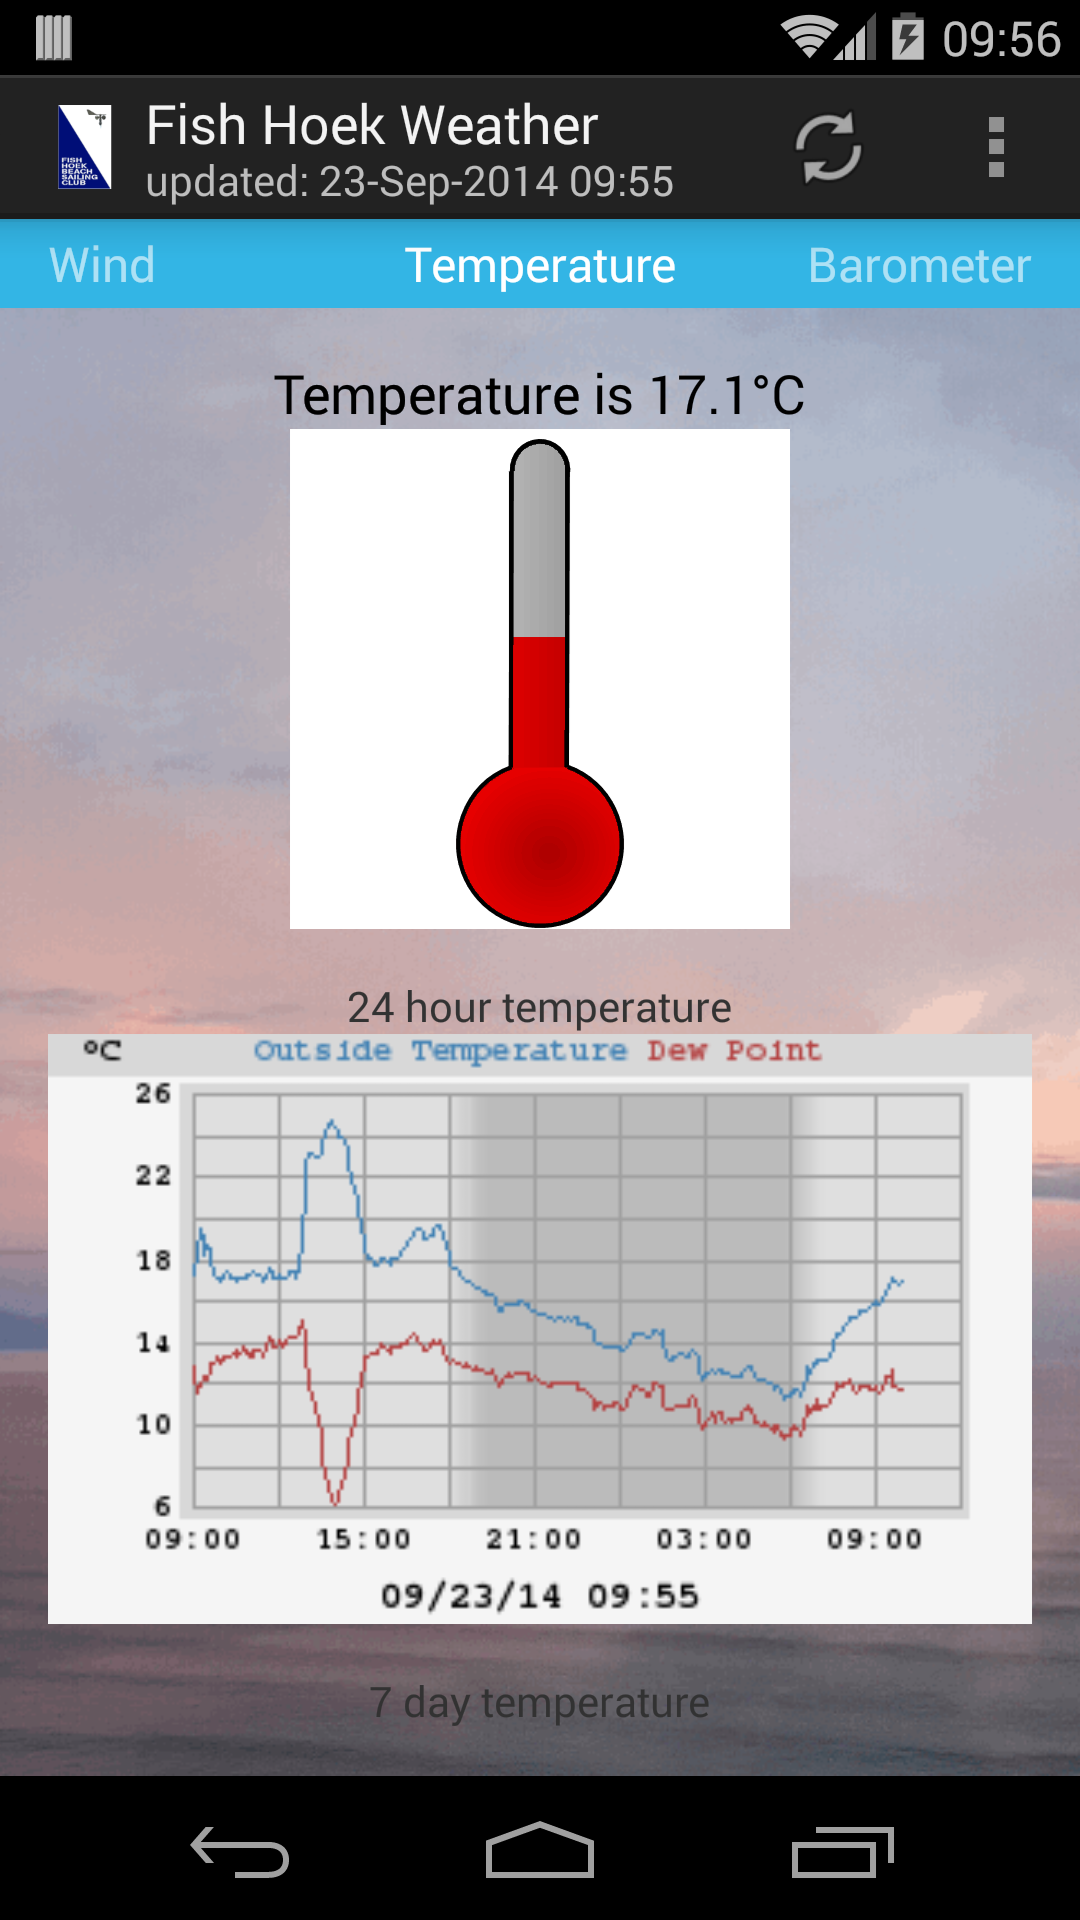 09:56
Fish Hoek Weather
updated: 23-Sep-2014 09:55
FISH
HOEK
BEACH
SAILING
CLUB
Wind Temperature Barometer
Temperature is 17.1°C
24 hour temperature
ºC Outside Temperature Dew Point
26
22
18
14
10
6
09:00 15:00 21:00 03:00 09:00
09/23/14 09:55
7 day temperature